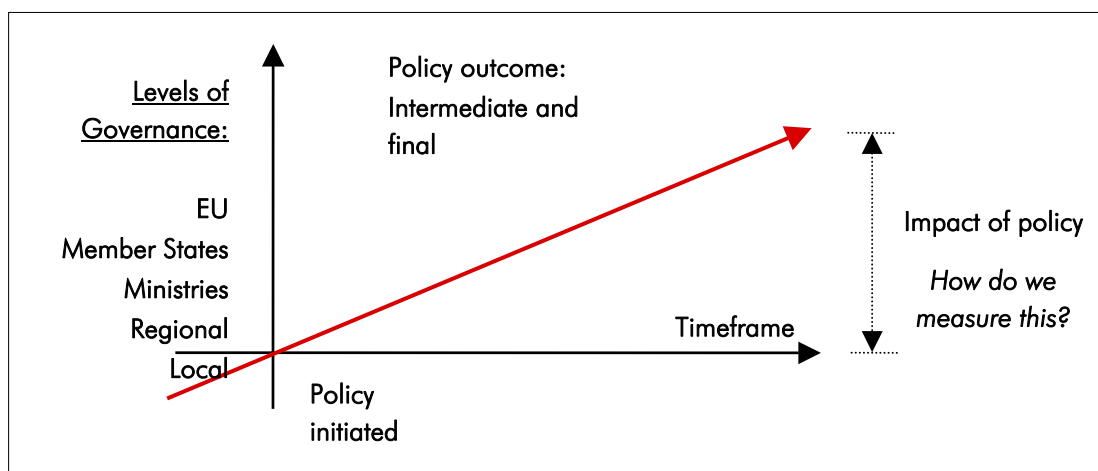 Levels of
Governance:
EU
Member States
Ministries
Regional
Local
Policy outcome:
Intermediate and
final
Timeframe
Policy
initiated
Impact of policy
How do we
measure this?